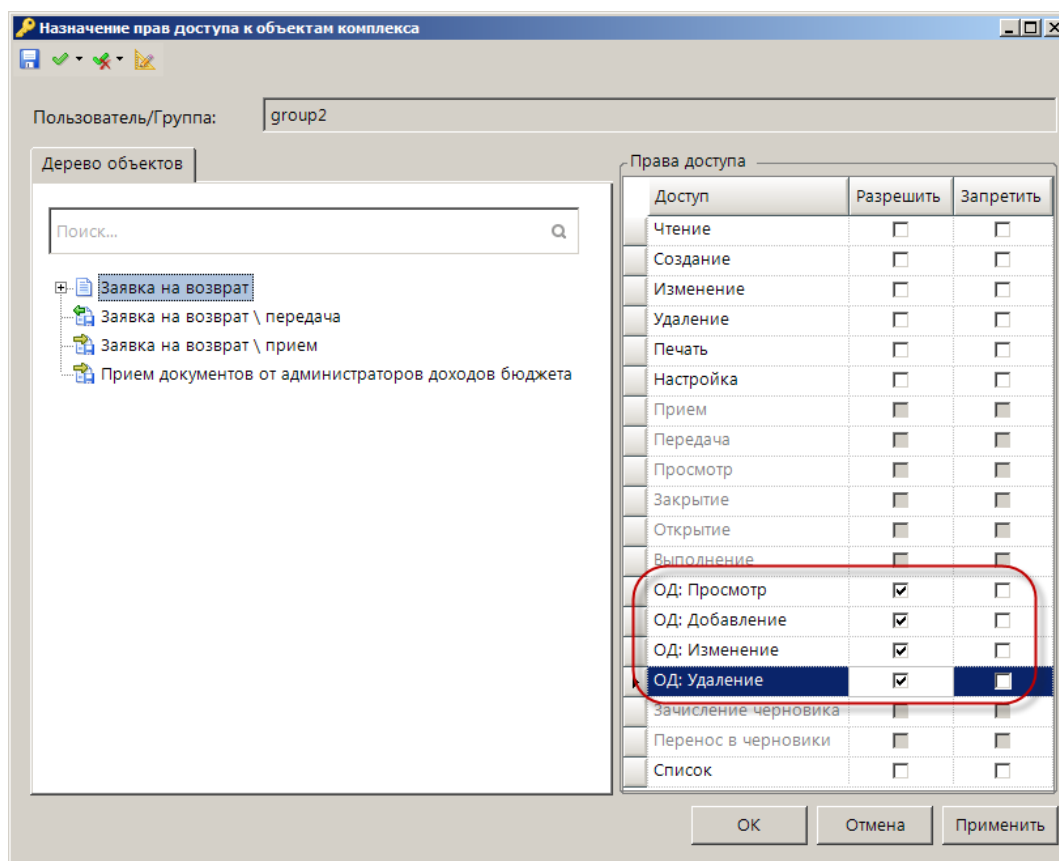 Назначение прав доступа к объектам комплекса
Пользователь/Группа: group2
Дерево объектов
Поиск...
Заявка на возврат
Заявка на возврат \ передача
Заявка на возврат \ прием
Прием документов от администраторов доходов бюджета
Права доступа
Доступ Разрешить Запретить
Чтение
Создание
Изменение
Удаление
Печать
Настройка
Прием
Передача
Просмотр
Закрытие
Открытие
Выполнение
ОД: Просмотр
ОД: Добавление
ОД: Изменение
ОД: Удаление
Зачисление черновика
Перенос в черновики
Список
ОК Отмена Применить